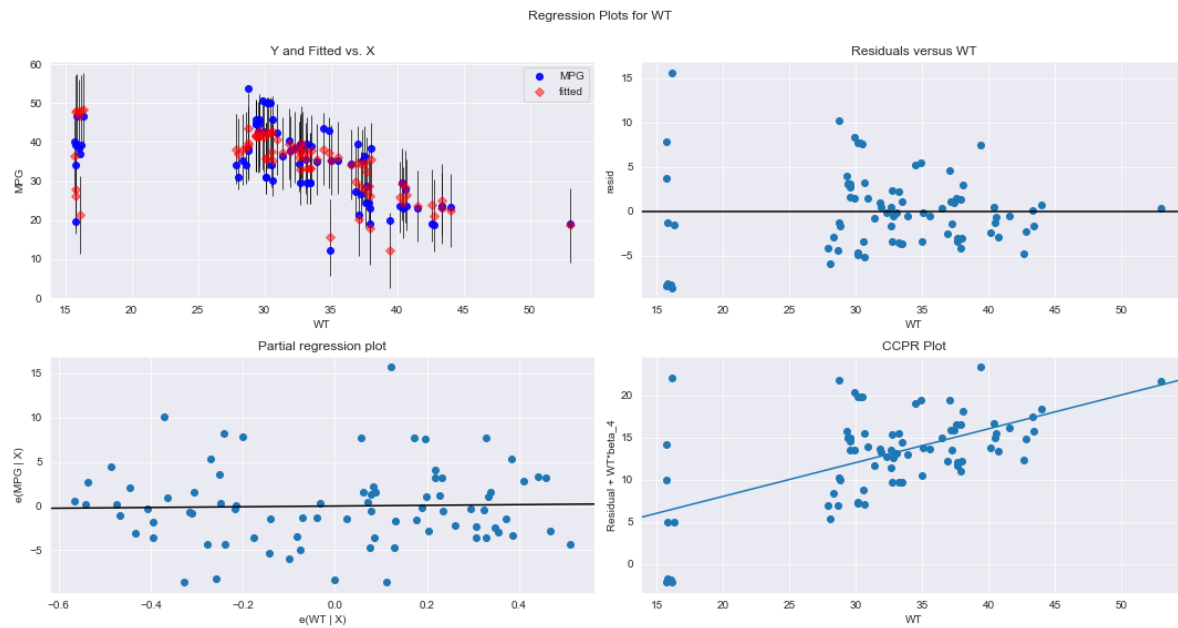 Regression Plots for WT
Y and Fitted vs. X
60
50
40
30
20
10
0
MPG
MPG
fitted
15 20 25 30 35 40 45 50
WT
Residuals versus WT
15
10
5
0
−5
resid
15 20 25 30 35 40 45 50
WT
Partial regression plot
15
10
5
0
−5
e(MPG | X)
−0.6 −0.4 −0.2 0.0 0.2 0.4
e(WT | X)
CCPR Plot
20
15
10
5
0
Residual + WT*beta_4
15 20 25 30 35 40 45 50
WT